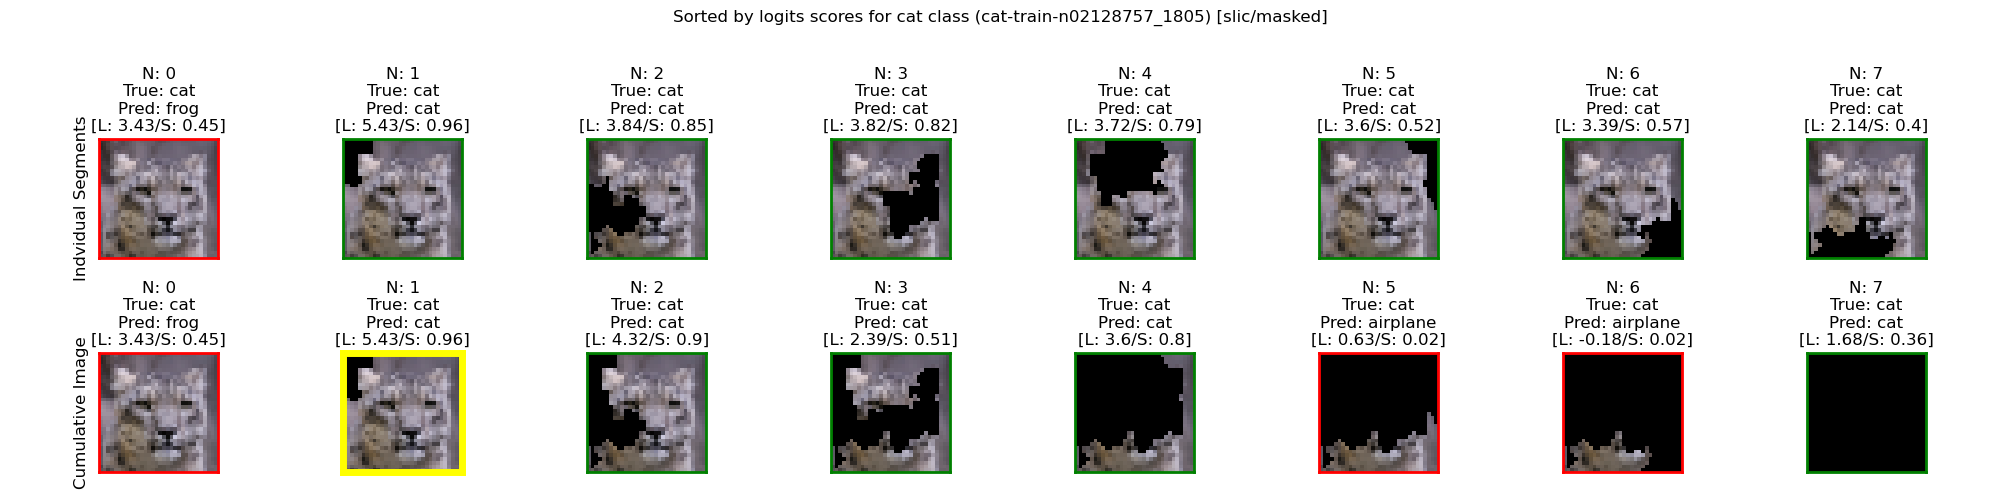 Sorted by logits scores for cat class (cat-train-n02128757_1805) [slic/masked]
Indvidual Segments
N: 0
True: cat
Pred: frog
[L: 3.43/S: 0.45]
N: 1
True: cat
Pred: cat
[L: 5.43/S: 0.96]
N: 2
True: cat
Pred: cat
[L: 3.84/S: 0.85]
N: 3
True: cat
Pred: cat
[L: 3.82/S: 0.82]
N: 4
True: cat
Pred: cat
[L: 3.72/S: 0.79]
N: 5
True: cat
Pred: cat
[L: 3.6/S: 0.52]
N: 6
True: cat
Pred: cat
[L: 3.39/S: 0.57]
N: 7
True: cat
Pred: cat
[L: 2.14/S: 0.4]
Cumulative Image
N: 0
True: cat
Pred: frog
[L: 3.43/S: 0.45]
N: 1
True: cat
Pred: cat
[L: 5.43/S: 0.96]
N: 2
True: cat
Pred: cat
[L: 4.32/S: 0.9]
N: 3
True: cat
Pred: cat
[L: 2.39/S: 0.51]
N: 4
True: cat
Pred: cat
[L: 3.6/S: 0.8]
N: 5
True: cat
Pred: airplane
[L: 0.63/S: 0.02]
N: 6
True: cat
Pred: airplane
[L: -0.18/S: 0.02]
N: 7
True: cat
Pred: cat
[L: 1.68/S: 0.36]